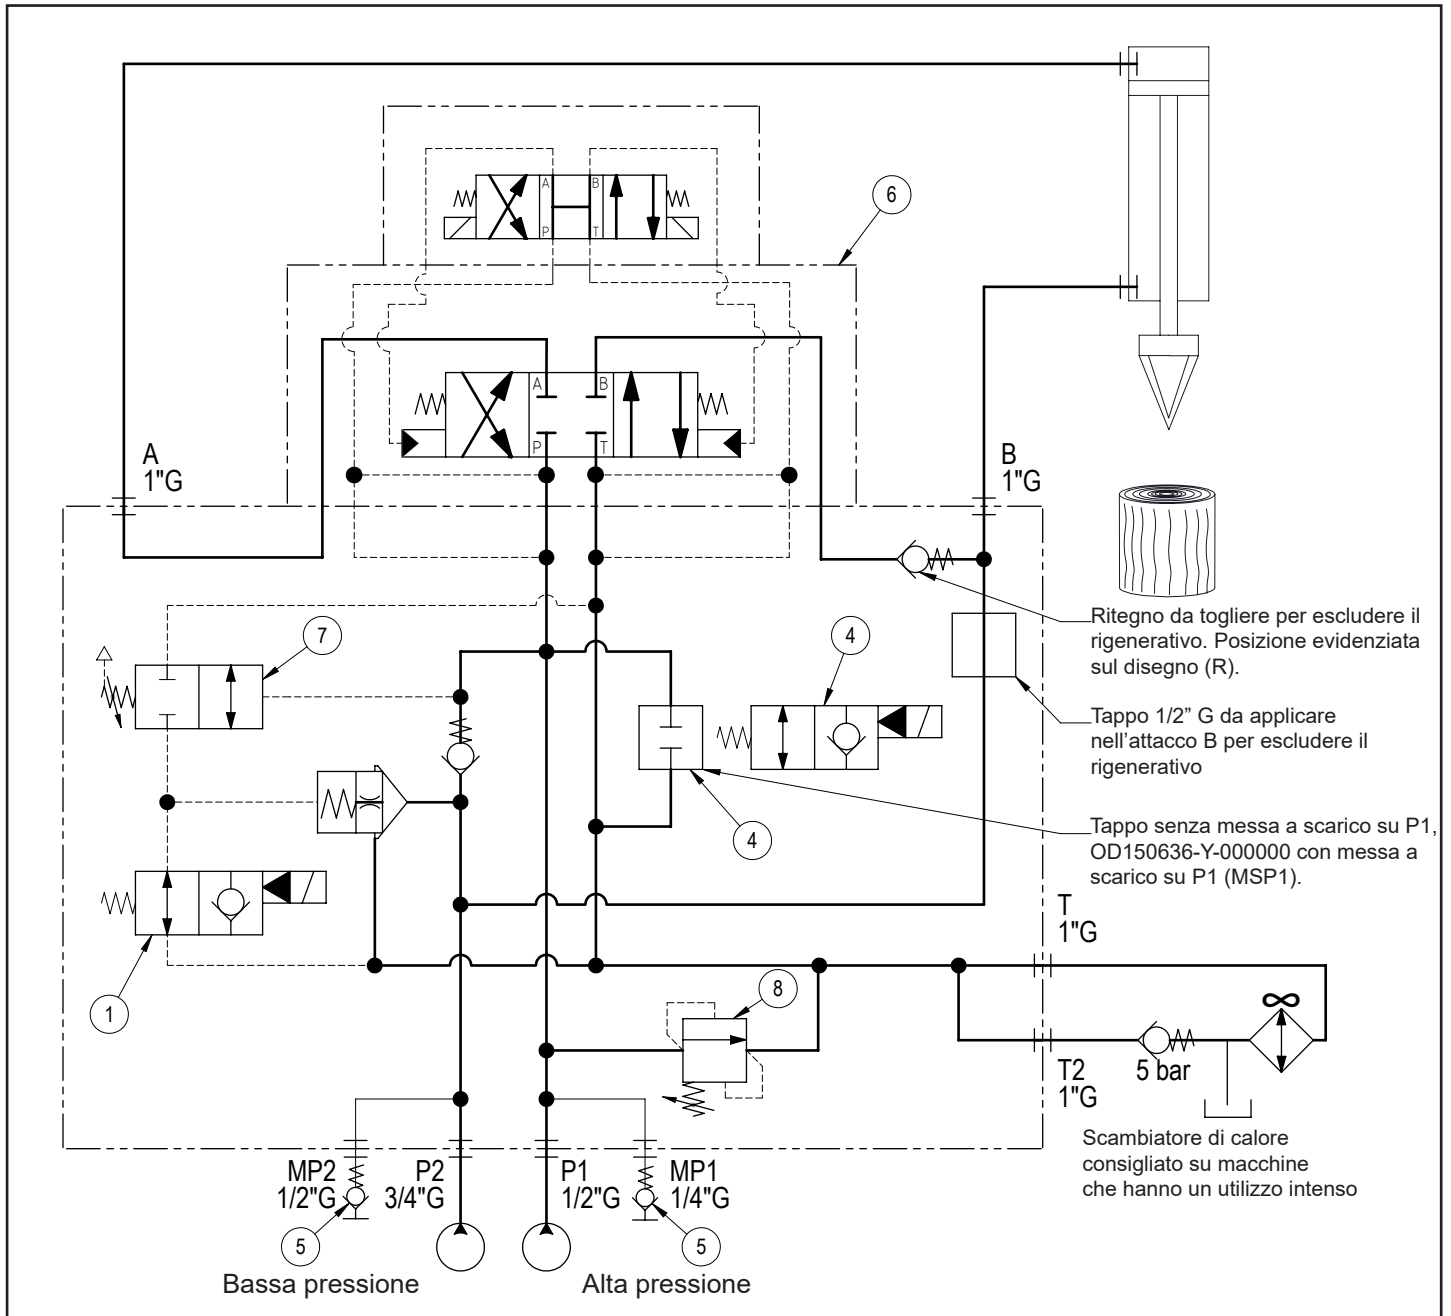 6
A B
P T
A B
P T
A
1"G
B
1"G
Ritegno da togliere per escludere il
rigenerativo. Posizione evidenziata
sul disegno (R).
7
4
Tappo 1/2” G da applicare
nell’attacco B per escludere il
rigenerativo
4
Tappo senza messa a scarico su P1,
OD150636-Y-000000 con messa a
scarico su P1 (MSP1).
T
1"G
1
8
T2
1"G
5 bar
Scambiatore di calore
consigliato su macchine
che hanno un utilizzo intenso
MP2
1/2"G
P2
3/4"G
P1
1/2"G
MP1
1/4"G
5
5
Bassa pressione
Alta pressione